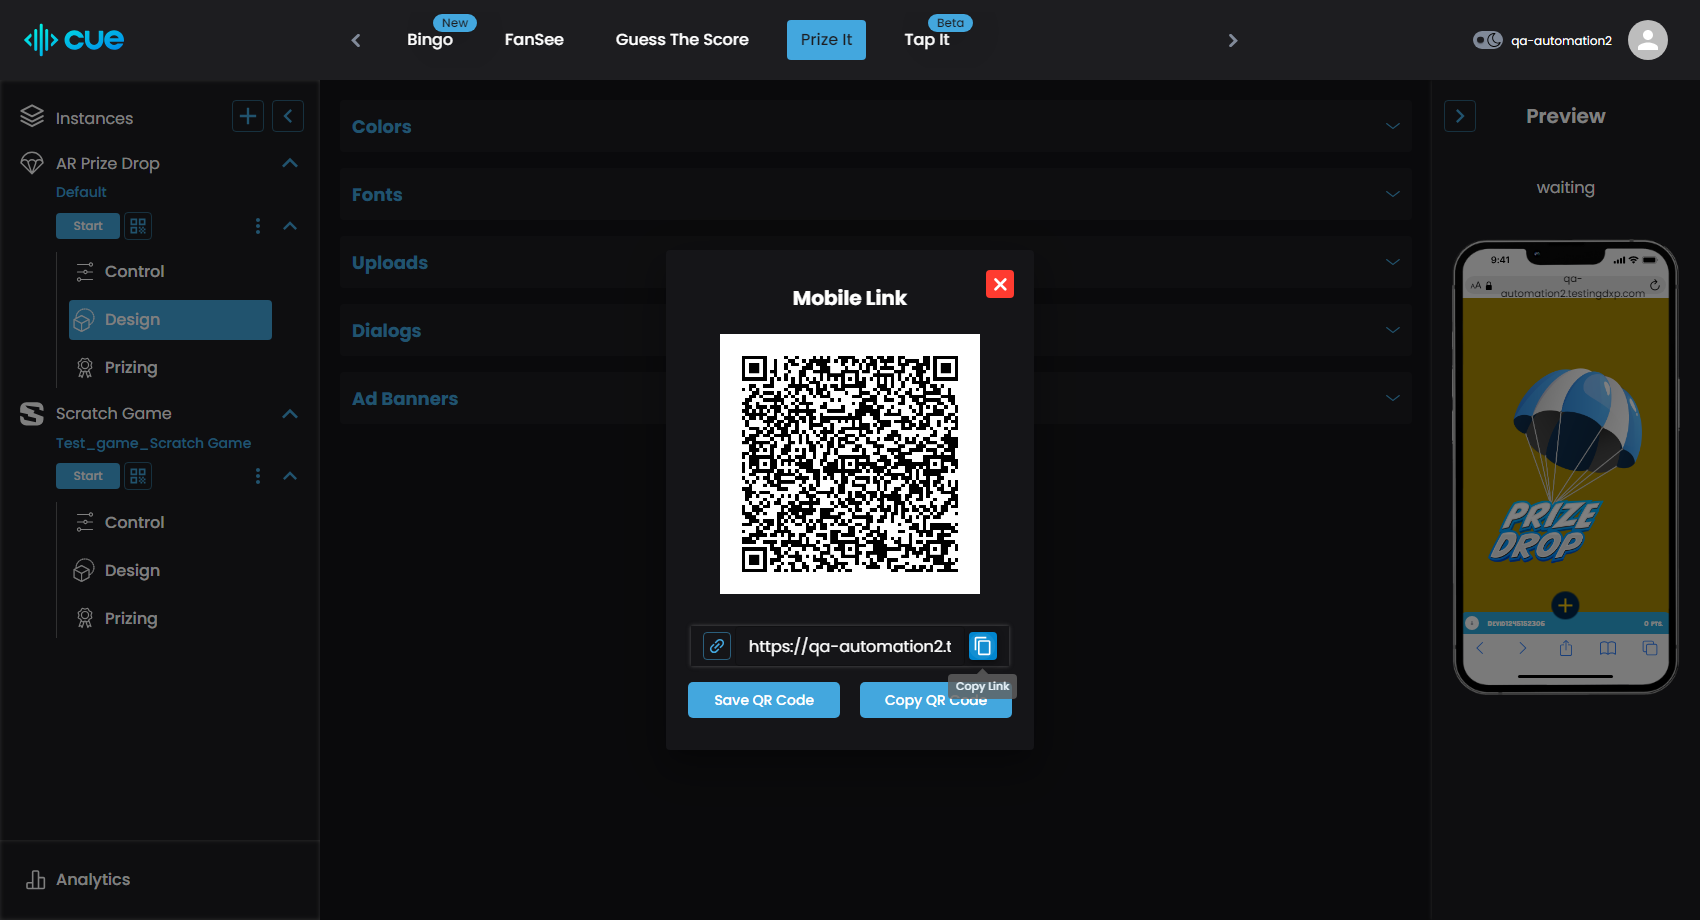 cue
Bingo
New
FanSee
Guess The Score
Prize It
Tap It
Beta
qa-automation2
Instances
AR Prize Drop
Default
Start
Control
Design
Prizing
Scratch Game
Test_game_Scratch Game
Start
Control
Design
Prizing
Analytics
Colors
Fonts
Uploads
Dialogs
Ad Banners
Mobile Link
https://qa-automation2.t
Copy Link
Save QR Code
Copy QR Code
Preview
waiting
9:41
AA
qa-
automation2.testingdxp.com
PRIZE
DROP
0 PTS.